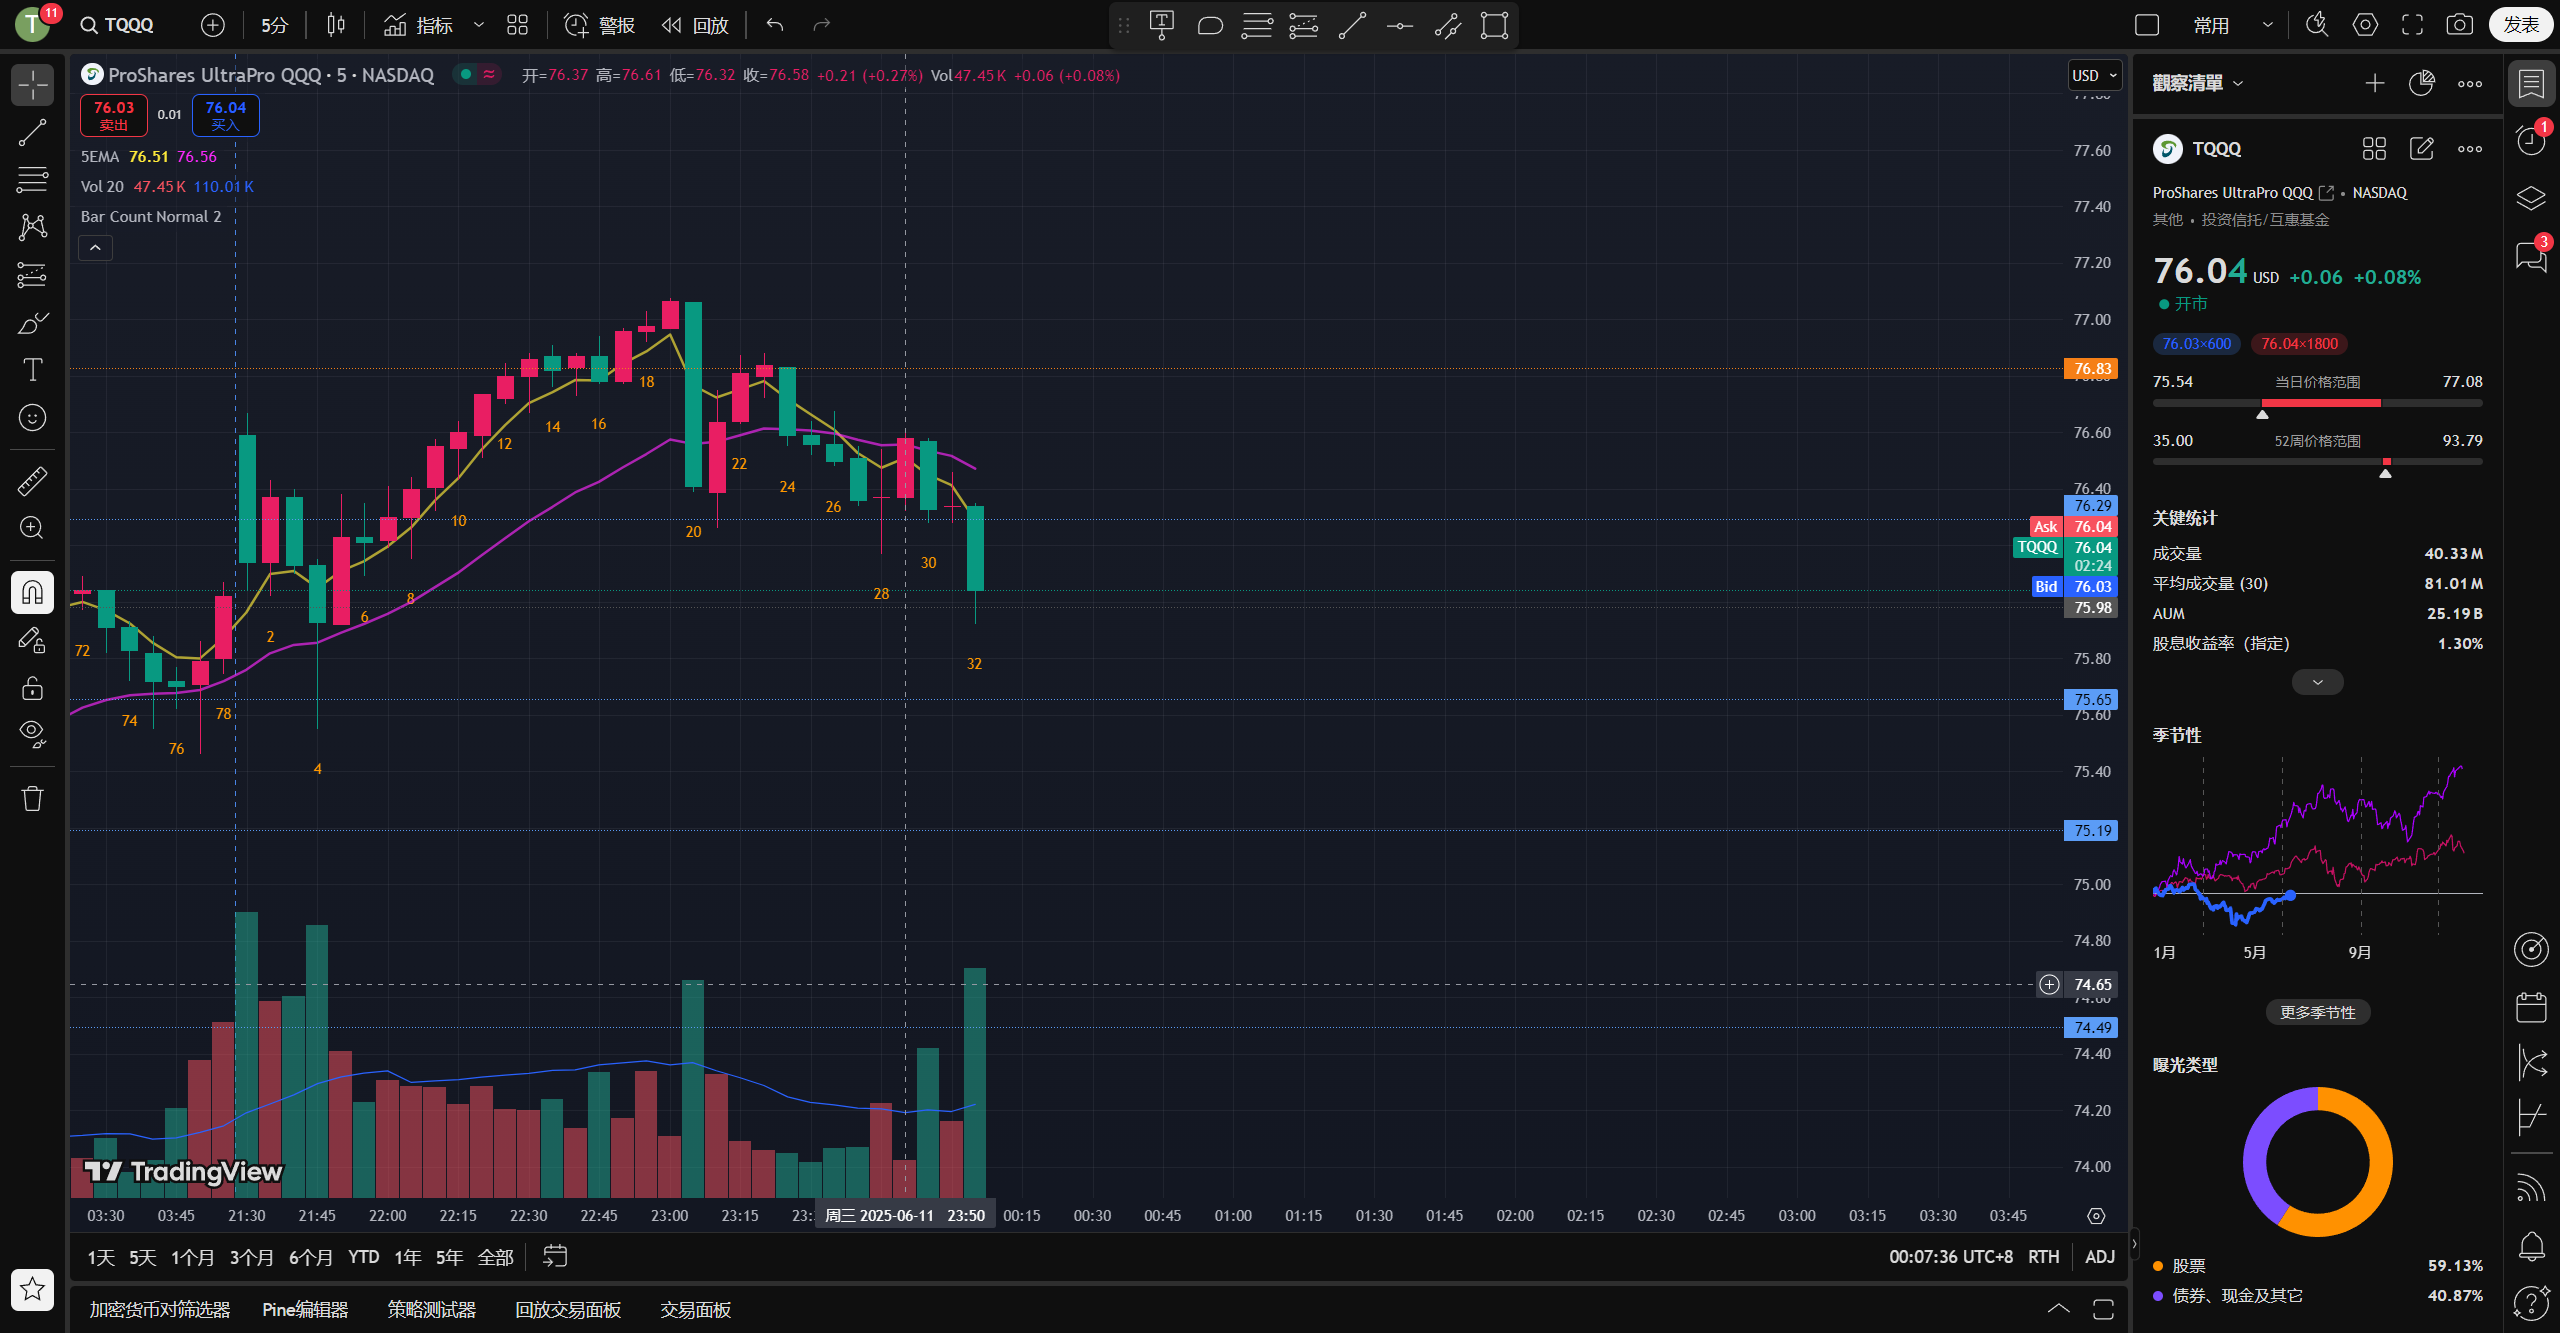 T 11 TQQQ 5分 指标 警报 回放 常用 发表
ProShares UltraPro QQQ · 5 · NASDAQ 开=76.37 高=76.61 低=76.32 收=76.58 +0.21 (+0.27%) Vol47.45 K +0.06 (+0.08%)
76.03 0.01 76.04
卖出 买入
5EMA 76.51 76.56
Vol 20 47.45 K 110.01 K
Bar Count Normal 2
USD
77.60
77.40
77.20
77.00
76.83
76.60
76.40
76.29
Ask 76.04
TQQQ 76.04
02:24
Bid 76.03
75.98
75.80
75.65
75.60
75.40
75.19
75.00
74.80
74.65
74.49
74.40
74.20
74.00
72
74
76
78
2
4
6
8
10
12
14
16
18
20
22
24
26
28
30
32
TradingView
03:30 03:45 21:30 21:45 22:00 22:15 22:30 22:45 23:00 23:15 周三 2025-06-11 23:50 00:15 00:30 00:45 01:00 01:15 01:30 01:45 02:00 02:15 02:30 02:45 03:00 03:15 03:30 03:45
1天 5天 1个月 3个月 6个月 YTD 1年 5年 全部 00:07:36 UTC+8 RTH ADJ
加密货币对筛选器 Pine编辑器 策略测试器 回放交易面板 交易面板
觀察清單
TQQQ
ProShares UltraPro QQQ • NASDAQ
其他 • 投资信托/互惠基金
76.04 USD +0.06 +0.08%
开市
76.03×600 76.04×1800
75.54 当日价格范围 77.08
35.00 52周价格范围 93.79
关键统计
成交量 40.33 M
平均成交量 (30) 81.01 M
AUM 25.19 B
股息收益率（指定） 1.30%
季节性
1月 5月 9月
更多季节性
曝光类型
股票 59.13%
债券、现金及其它 40.87%
1
3